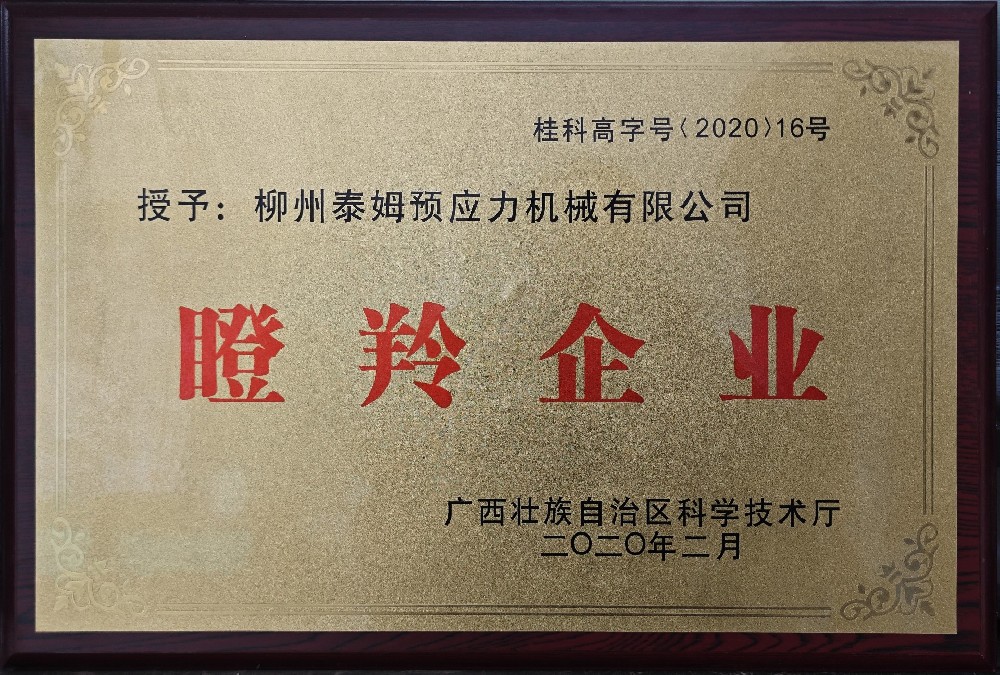 桂科高字号〈2020〉16号
授予：柳州泰姆预应力机械有限公司
瞪羚企业
广西壮族自治区科学技术厅
二〇二〇年二月